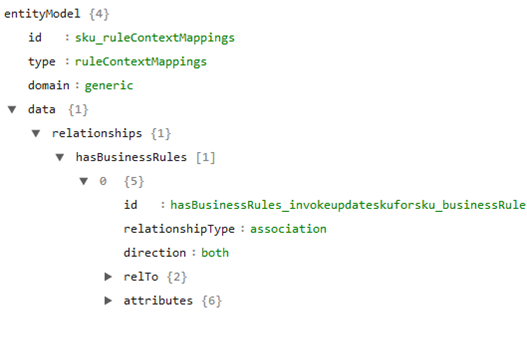 entityModel {4}
id : sku_ruleContextMappings
type : ruleContextMappings
domain : generic
data {1}
relationships {1}
hasBusinessRules [1]
0 {5}
id : hasBusinessRules_invokeupdateskuforsku_businessRule
relationshipType : association
direction : both
relTo {2}
attributes {6}